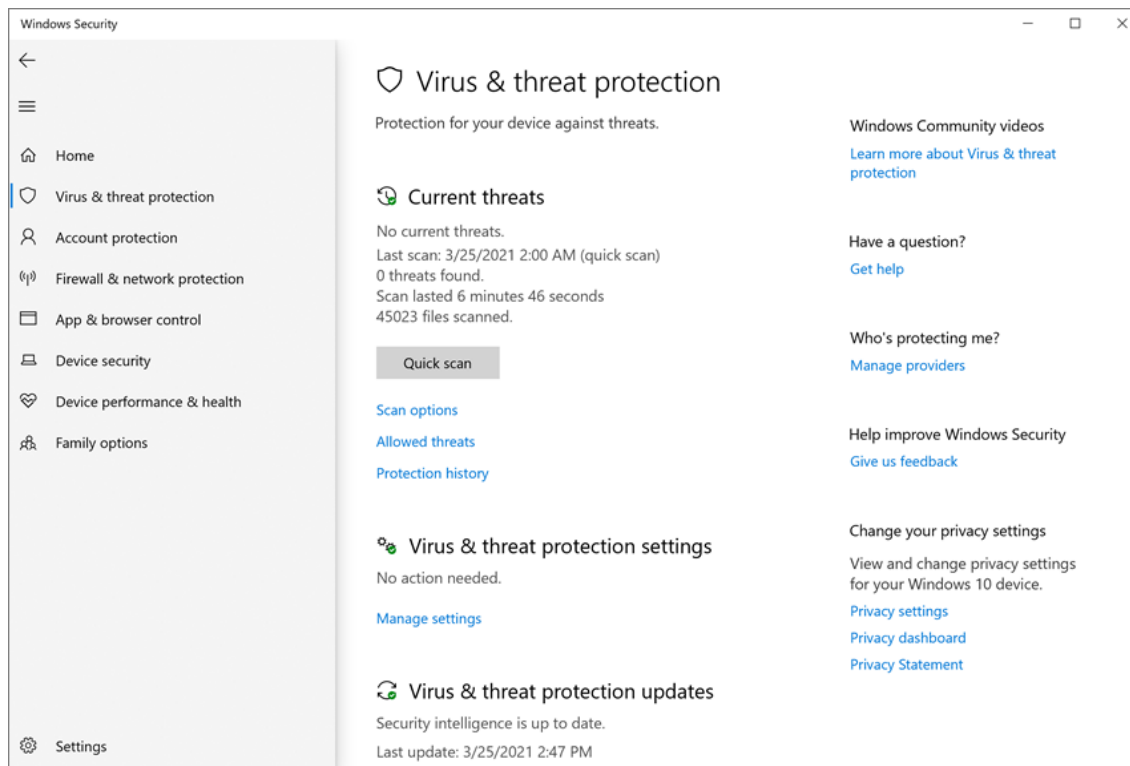 Windows Security
Home
Virus & threat protection
Account protection
Firewall & network protection
App & browser control
Device security
Device performance & health
Family options
Settings
Virus & threat protection
Protection for your device against threats.
Current threats
No current threats.
Last scan: 3/25/2021 2:00 AM (quick scan)
0 threats found.
Scan lasted 6 minutes 46 seconds
45023 files scanned.
Quick scan
Scan options
Allowed threats
Protection history
Virus & threat protection settings
No action needed.
Manage settings
Virus & threat protection updates
Security intelligence is up to date.
Last update: 3/25/2021 2:47 PM
Windows Community videos
Learn more about Virus & threat
protection
Have a question?
Get help
Who's protecting me?
Manage providers
Help improve Windows Security
Give us feedback
Change your privacy settings
View and change privacy settings
for your Windows 10 device.
Privacy settings
Privacy dashboard
Privacy Statement